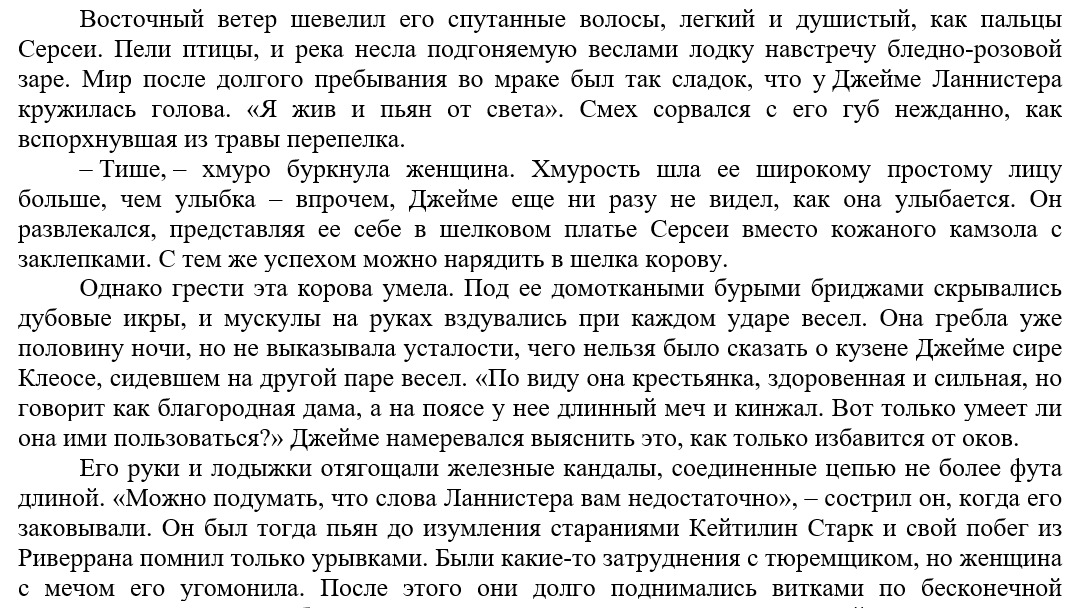 Восточный ветер шевелил его спутанные волосы, легкий и душистый, как пальцы
Серсеи. Пели птицы, и река несла подгоняемую веслами лодку навстречу бледно-розовой
заре. Мир после долгого пребывания во мраке был так сладок, что у Джейме Ланнистера
кружилась голова. «Я жив и пьян от света». Смех сорвался с его губ нежданно, как
вспорхнувшая из травы перепелка.
– Тише, – хмуро буркнула женщина. Хмурость шла ее широкому простому лицу
больше, чем улыбка – впрочем, Джейме еще ни разу не видел, как она улыбается. Он
развлекался, представляя ее себе в шелковом платье Серсеи вместо кожаного камзола с
заклепками. С тем же успехом можно нарядить в шелка корову.
Однако грести эта корова умела. Под ее домоткаными бурыми бриджами скрывались
дубовые икры, и мускулы на руках вздувались при каждом ударе весел. Она гребла уже
половину ночи, но не выказывала усталости, чего нельзя было сказать о кузене Джейме сире
Клеосе, сидевшем на другой паре весел. «По виду она крестьянка, здоровенная и сильная, но
говорит как благородная дама, а на поясе у нее длинный меч и кинжал. Вот только умеет ли
она ими пользоваться?» Джейме намеревался выяснить это, как только избавится от оков.
Его руки и лодыжки отягощали железные кандалы, соединенные цепью не более фута
длиной. «Можно подумать, что слова Ланнистера вам недостаточно», – сострил он, когда его
заковывали. Он был тогда пьян до изумления стараниями Кейтилин Старк и свой побег из
Риверрана помнил только урывками. Были какие-то затруднения с тюремщиком, но женщина
с мечом его угомонила. После этого они долго поднимались витками по бесконечной